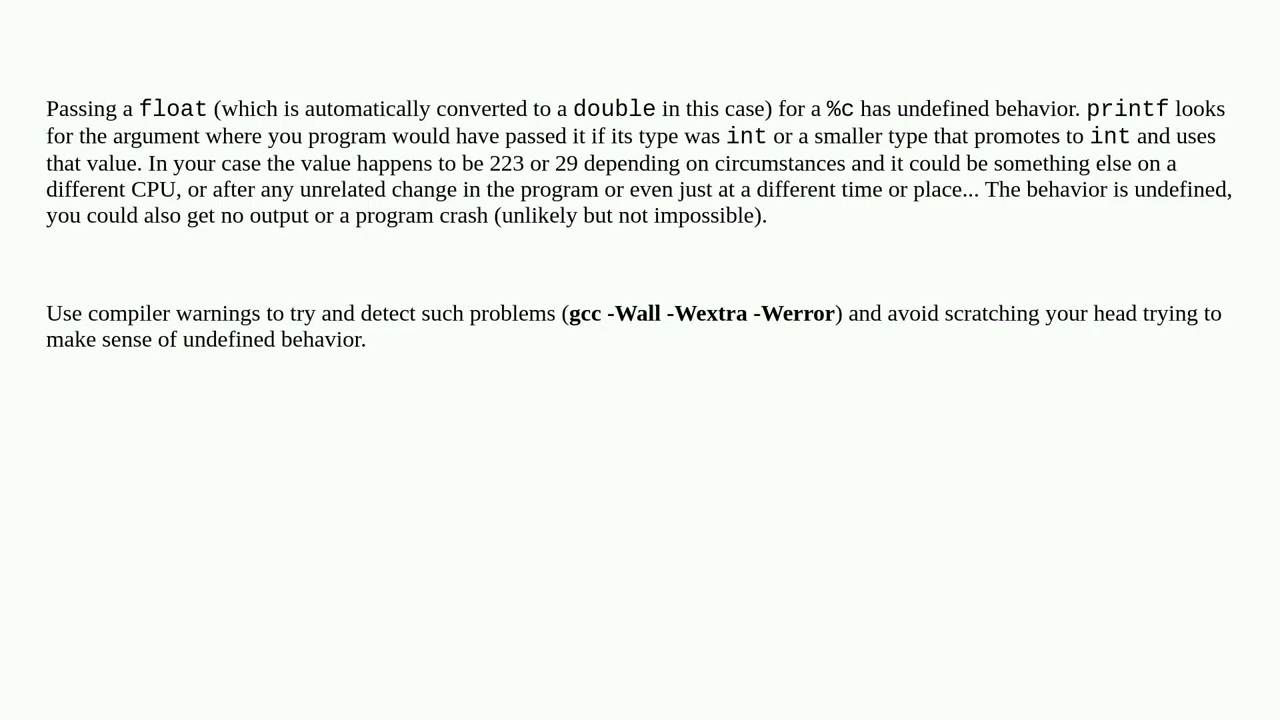 Passing a float (which is automatically converted to a double in this case) for a %c has undefined behavior. printf looks
for the argument where you program would have passed it if its type was int or a smaller type that promotes to int and uses
that value. In your case the value happens to be 223 or 29 depending on circumstances and it could be something else on a
different CPU, or after any unrelated change in the program or even just at a different time or place... The behavior is undefined,
you could also get no output or a program crash (unlikely but not impossible).
Use compiler warnings to try and detect such problems (gcc -Wall -Wextra -Werror) and avoid scratching your head trying to
make sense of undefined behavior.